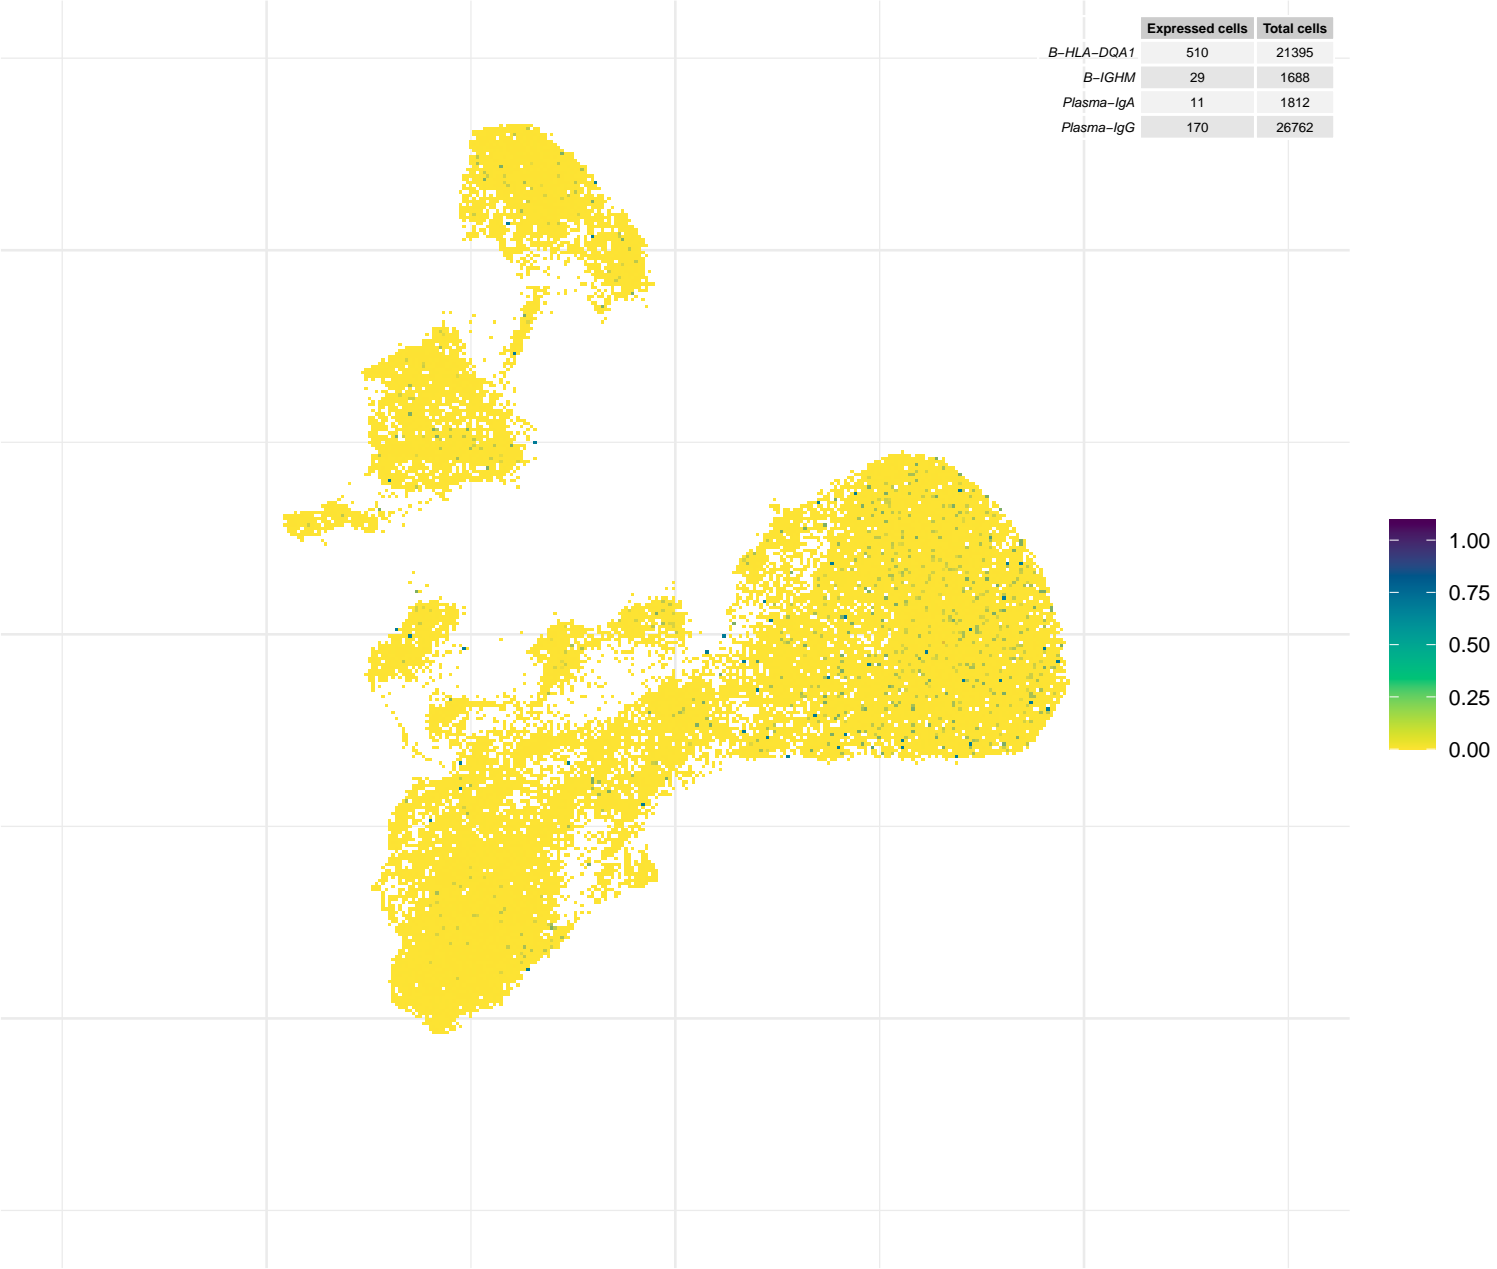 Expressed cells Total cells
B−HLA−DQA1 510 21395
B−IGHM 29 1688
Plasma−IgA 11 1812
Plasma−IgG 170 26762
1.00
0.75
0.50
0.25
0.00